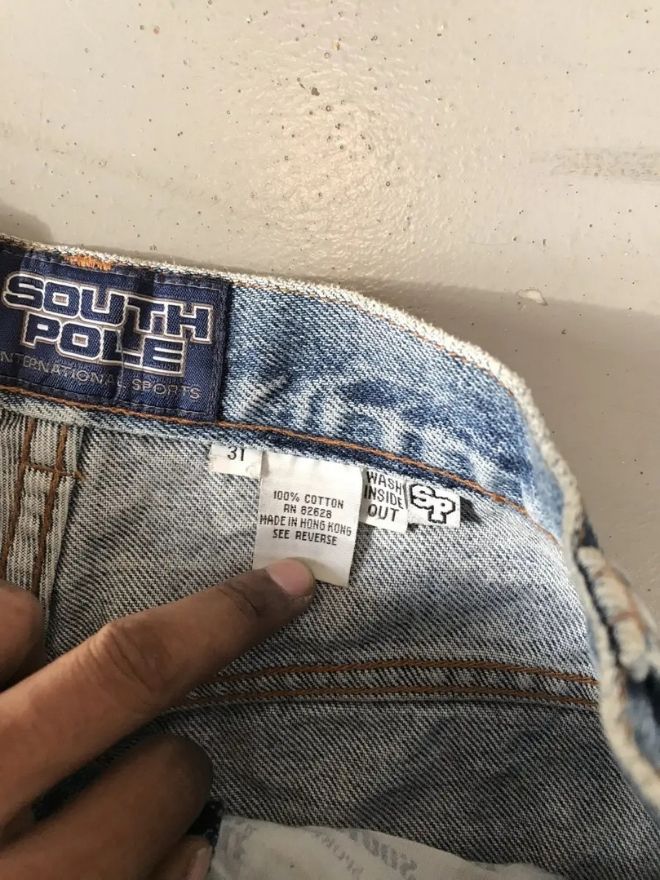 SOUTH
POLE
INTERNATIONAL SPORTS
31
100% COTTON
RN 82628
MADE IN HONG KONG
SEE REVERSE
WASH
INSIDE
OUT
SP